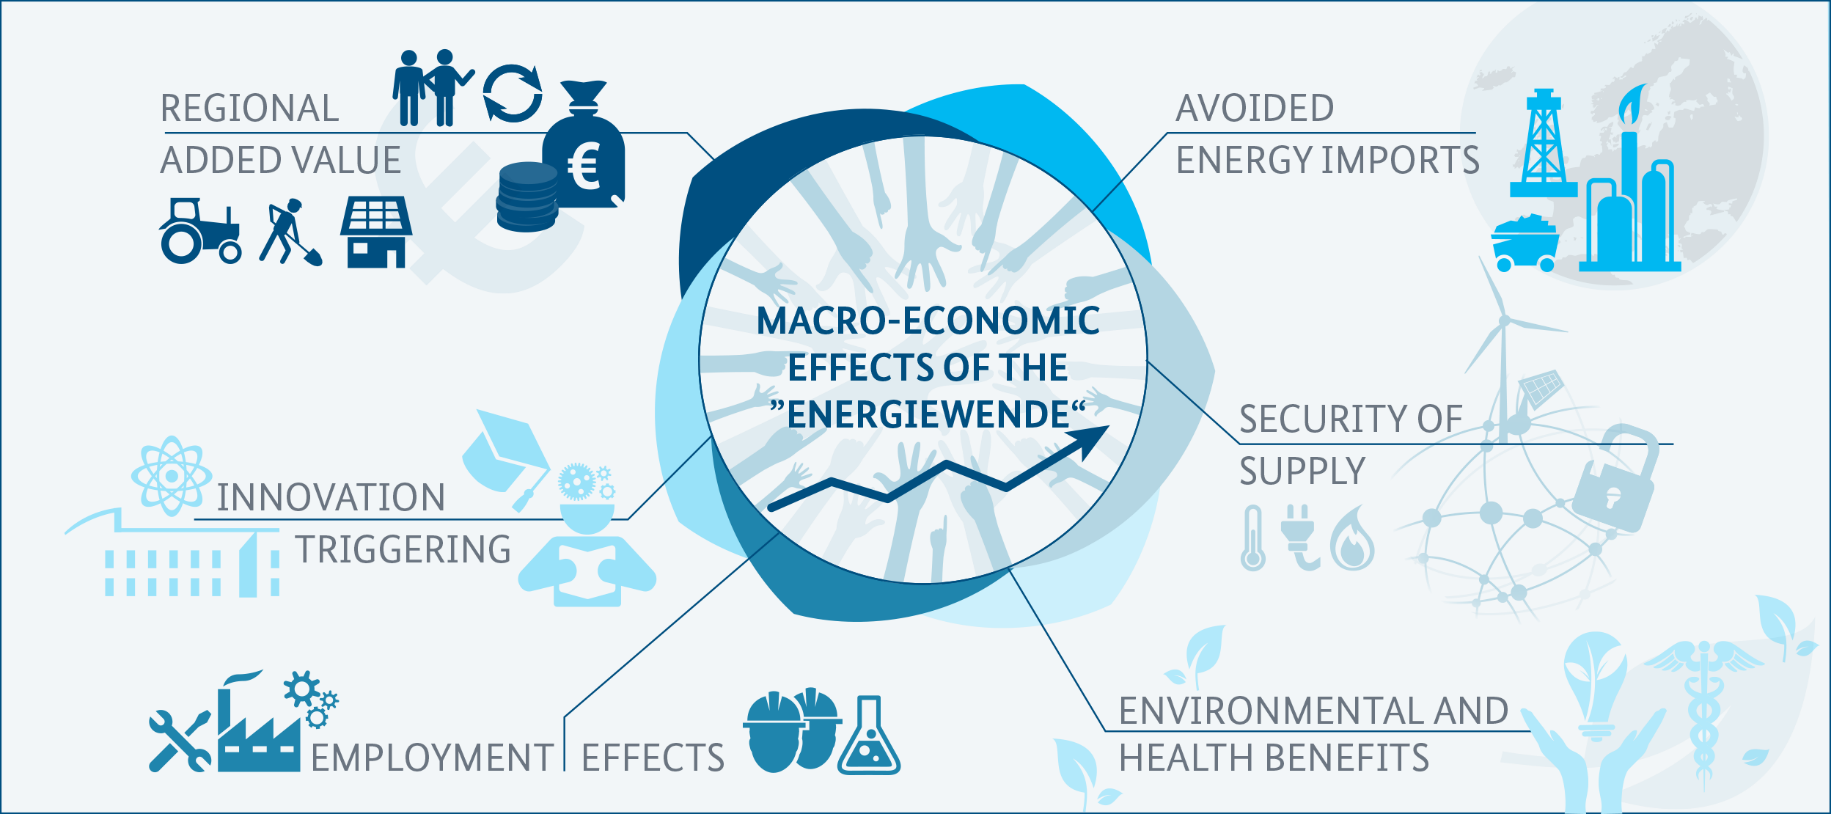 REGIONAL
ADDED VALUE
€
AVOIDED
ENERGY IMPORTS
MACRO-ECONOMIC
EFFECTS OF THE
”ENERGIEWENDE“
SECURITY OF
SUPPLY
INNOVATION
TRIGGERING
EMPLOYMENT EFFECTS
ENVIRONMENTAL AND
HEALTH BENEFITS